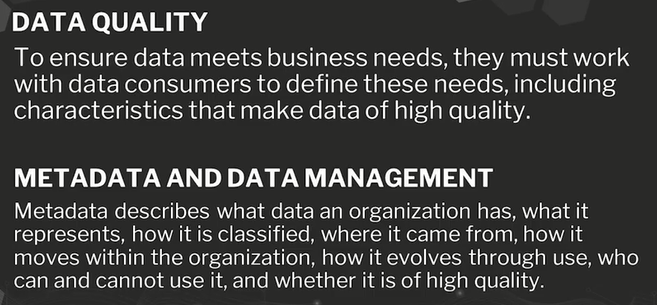 DATA QUALITY
To ensure data meets business needs, they must work
with data consumers to define these needs, including
characteristics that make data of high quality.
METADATA AND DATA MANAGEMENT
Metadata describes what data an organization has, what it
represents, how it is classified, where it came from, how it
moves within the organization, how it evolves through use, who
can and cannot use it, and whether it is of high quality.